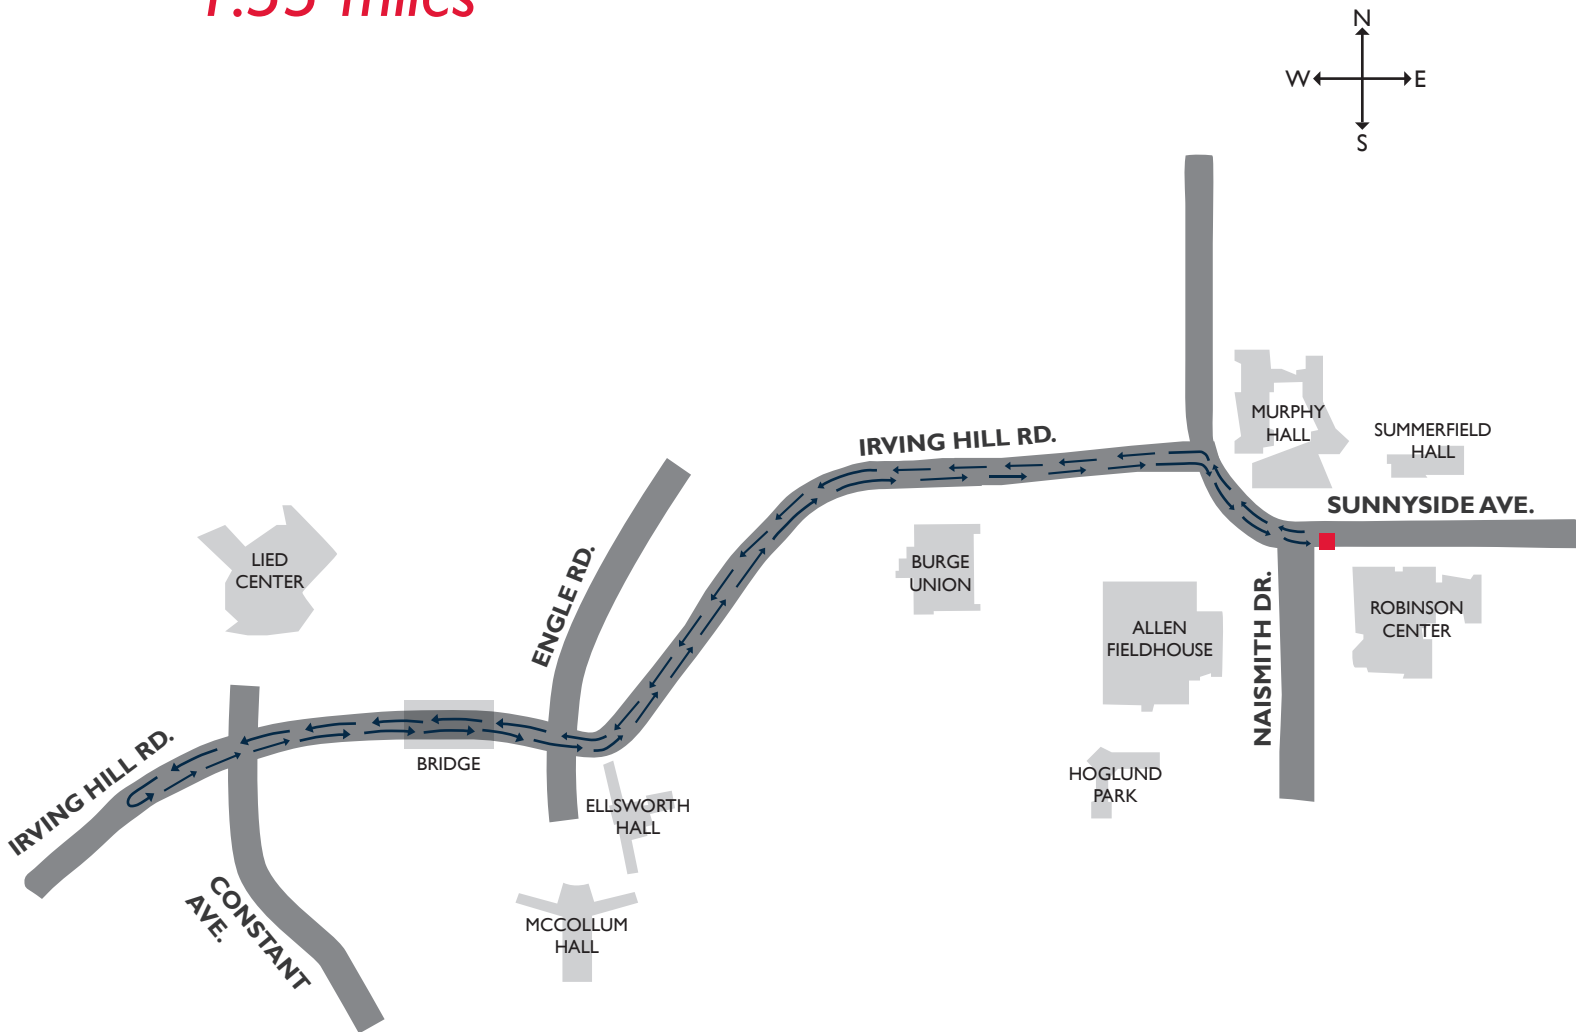 miles
N
W E
S
MURPHY
HALL
SUMMERFIELD
HALL
IRVING HILL RD.
SUNNYSIDE AVE.
LIED
CENTER
ENGLE RD.
BURGE
UNION
NAISMITH DR.
ROBINSON
CENTER
ALLEN
FIELDHOUSE
IRVING HILL RD.
BRIDGE
HOGLUND
PARK
ELLSWORTH
HALL
CONSTANT
AVE.
MCCOLLUM
HALL